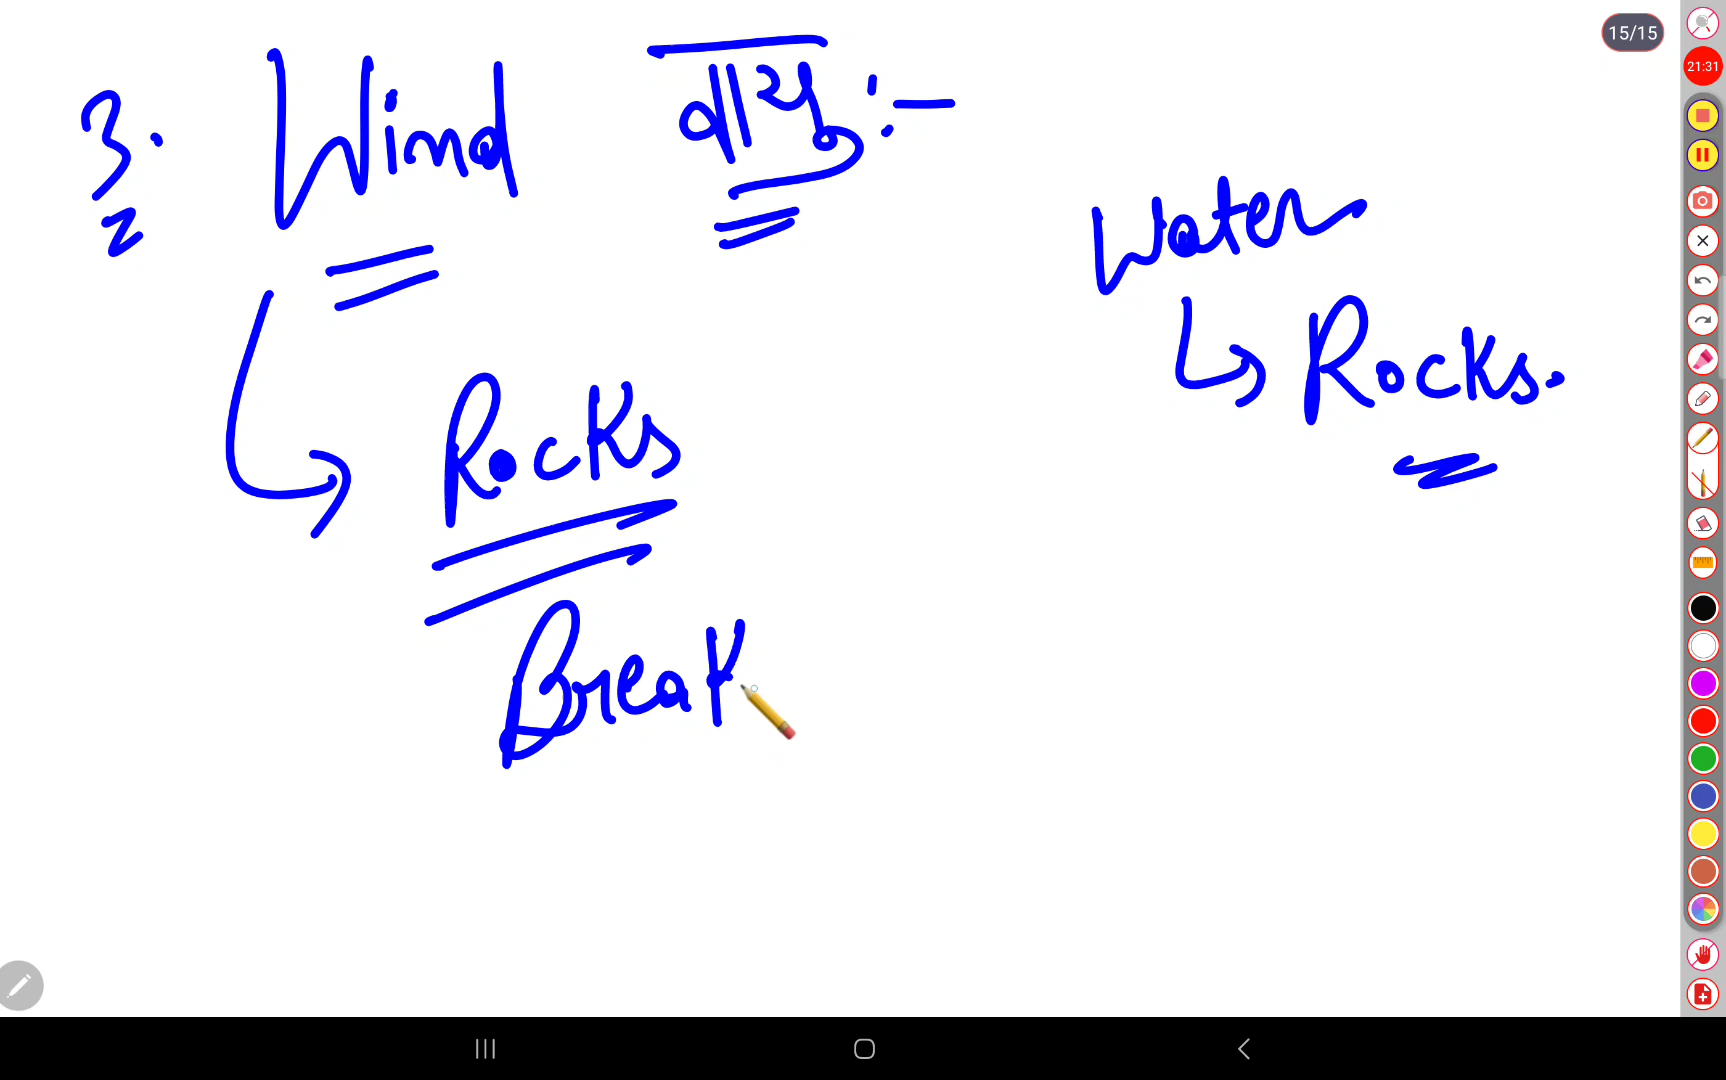 15/15
21:31
3. Wind वायु :-
Water
↳ Rocks.
↳ Rocks
Break